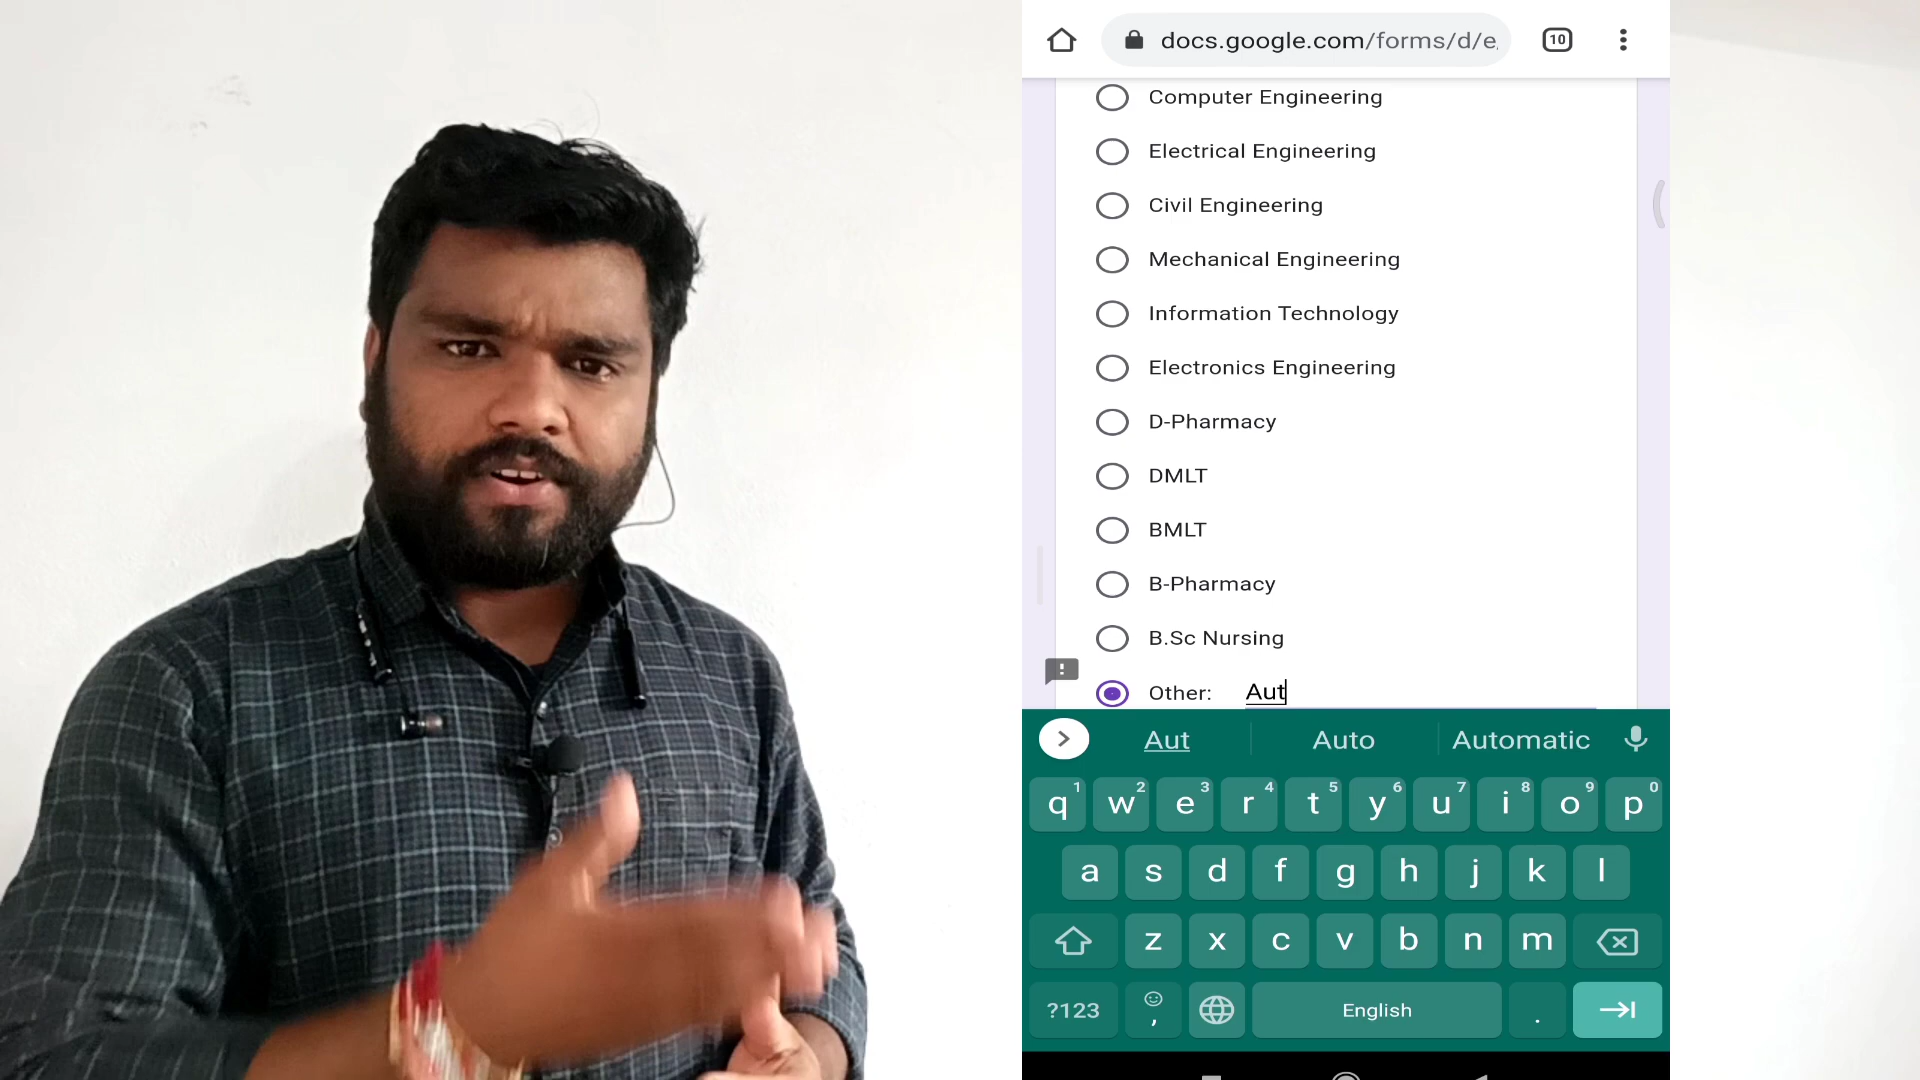 10
docs.google.com/forms/d/e
Computer Engineering
Electrical Engineering
Civil Engineering
Mechanical Engineering
Information Technology
Electronics Engineering
D-Pharmacy
DMLT
BMLT
B-Pharmacy
B.Sc Nursing
Other: Aut
Aut Auto Automatic
1 2 3 4 5 6 7 8 9 0
q w e r t y u i o p
a s d f g h j k l
z x c v b n m
?123 , English .